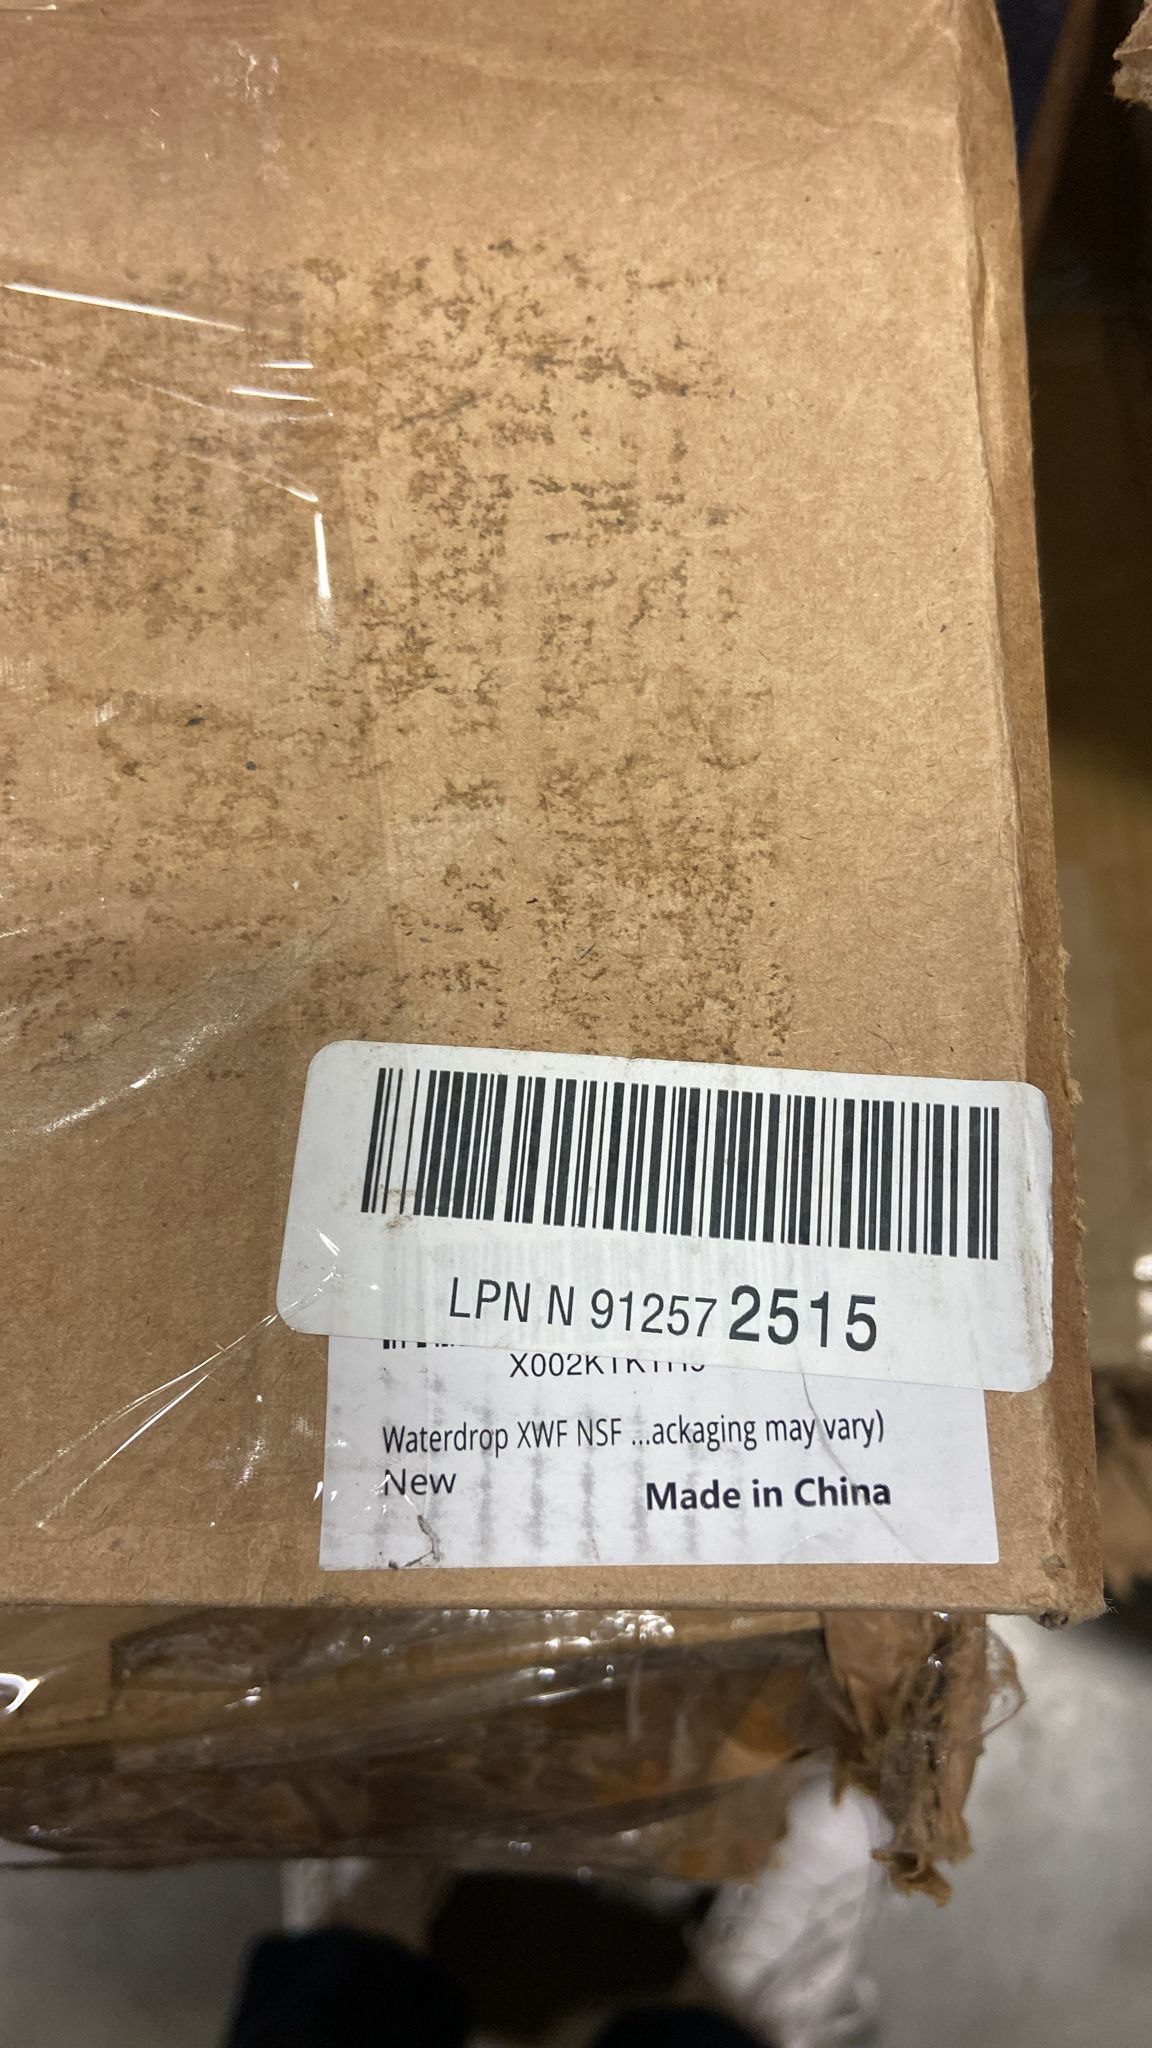 LPN N 91257 2515
Waterdrop XWF NSF ...ackaging may vary)
New
Made in China